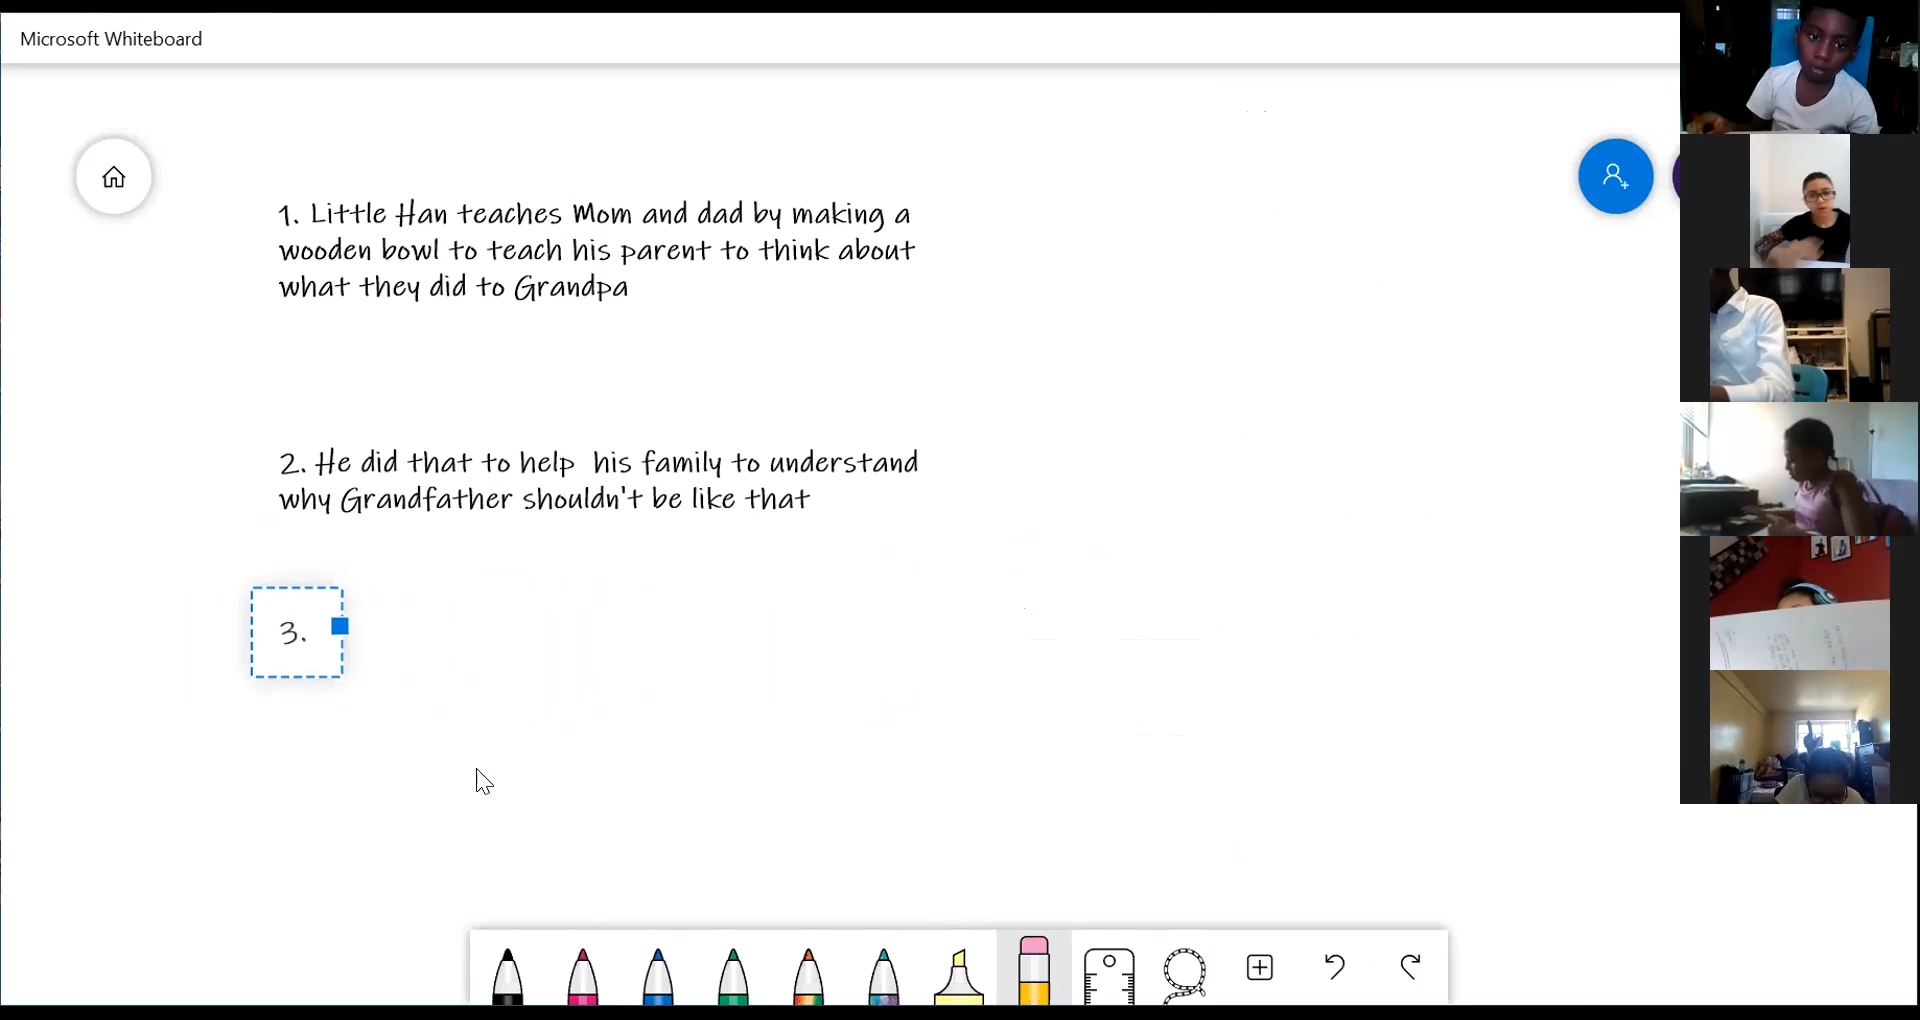 Microsoft Whiteboard
1. Little Han teaches Mom and dad by making a
wooden bowl to teach his parent to think about
what they did to Grandpa
2. He did that to help his family to understand
why Grandfather shouldn't be like that
3.